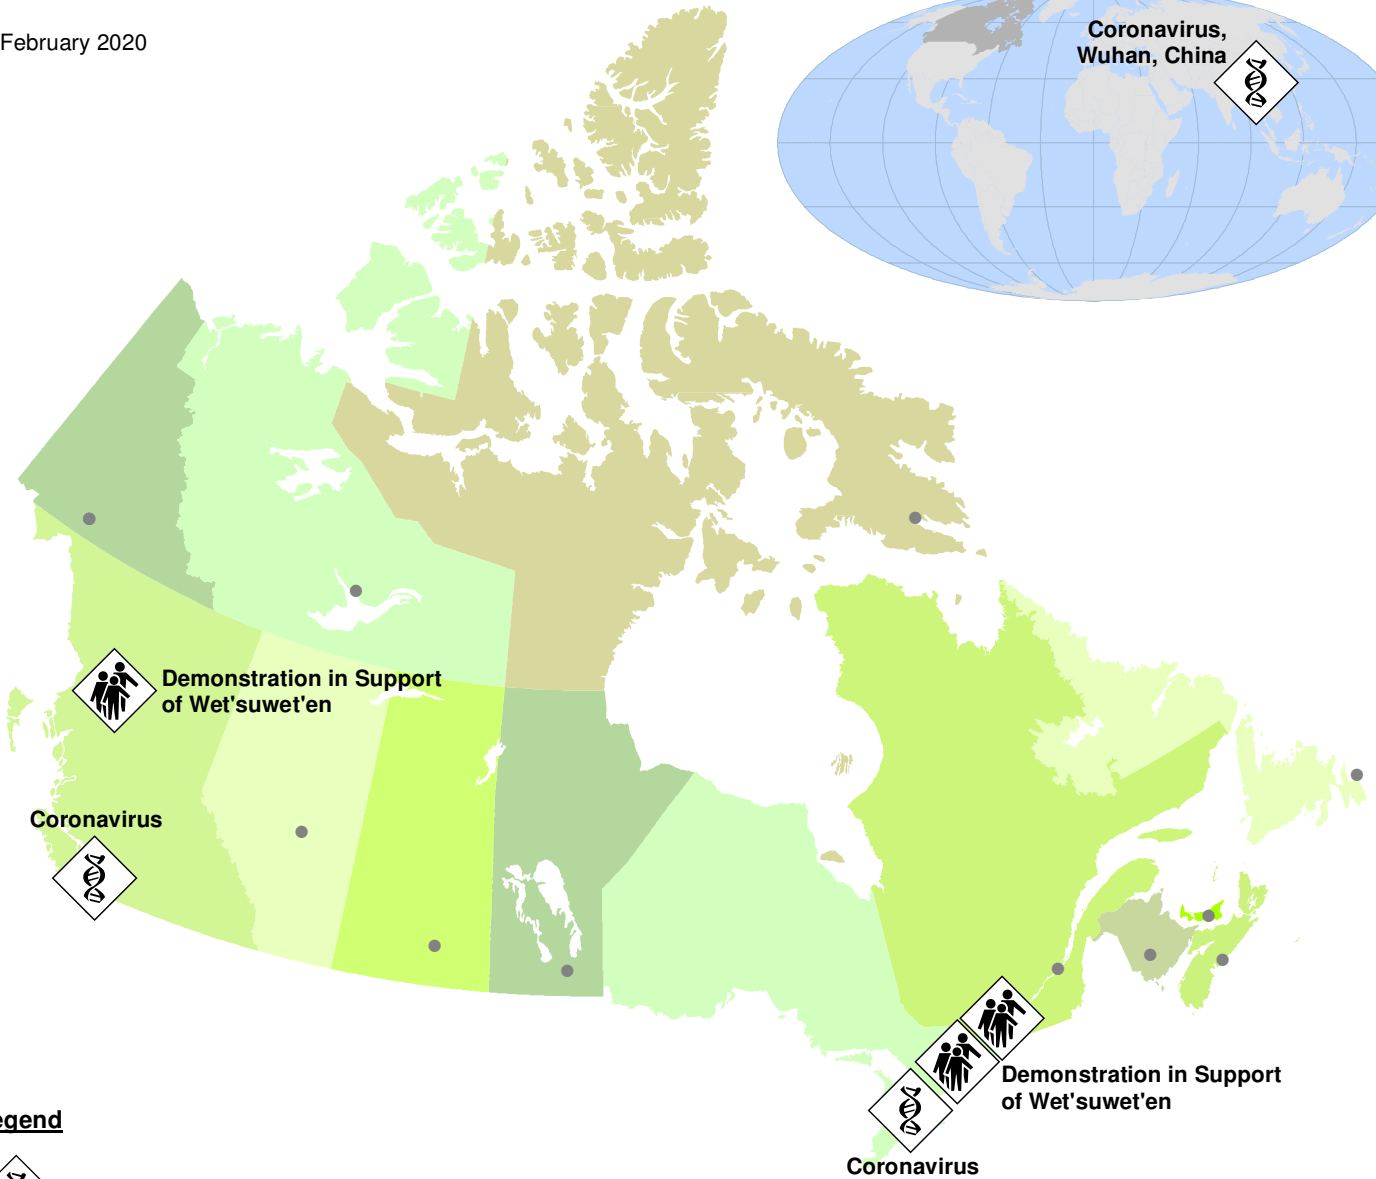 February 2020
Coronavirus,
Wuhan, China
Demonstration in Support
of Wet'suwet'en
Coronavirus
Demonstration in Support
of Wet'suwet'en
egend
Coronavirus